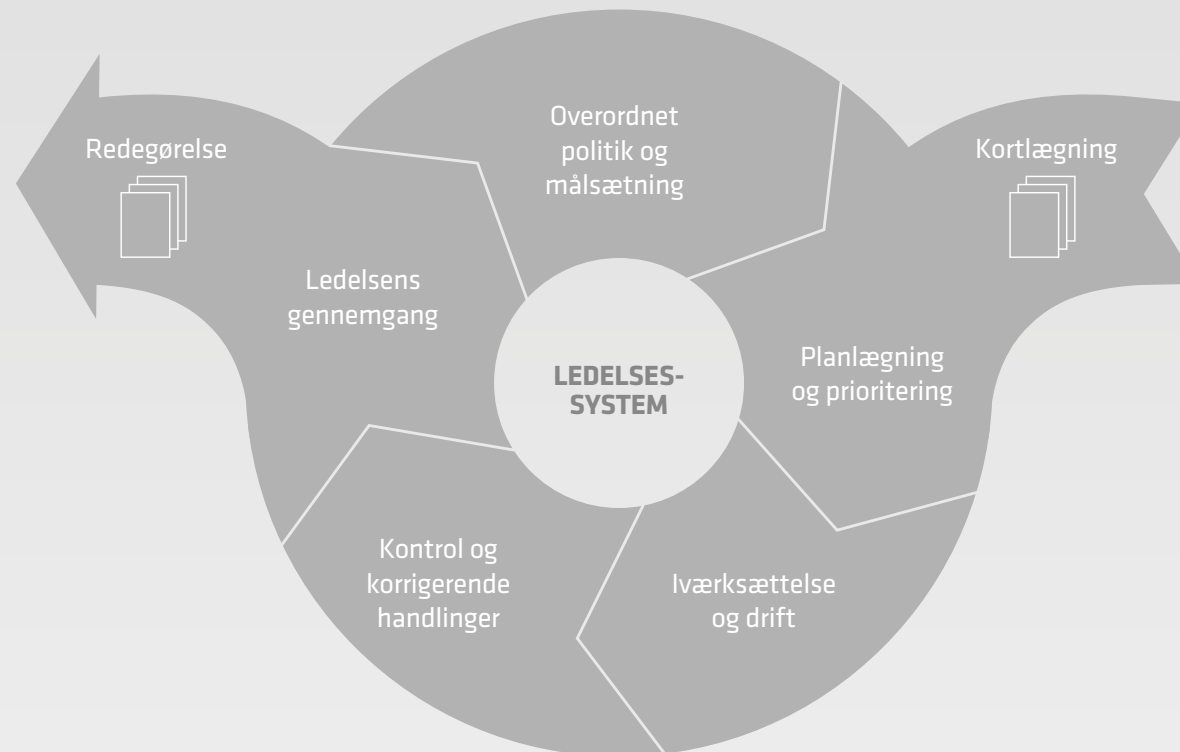 Overordnet
politik og
målsætning
Redegørelse
Kortlægning
Ledelsens
gennemgang
Planlægning
og prioritering
LEDELSES-
SYSTEM
Kontrol og
korrigerende
handlinger
Iværksættelse
og drift